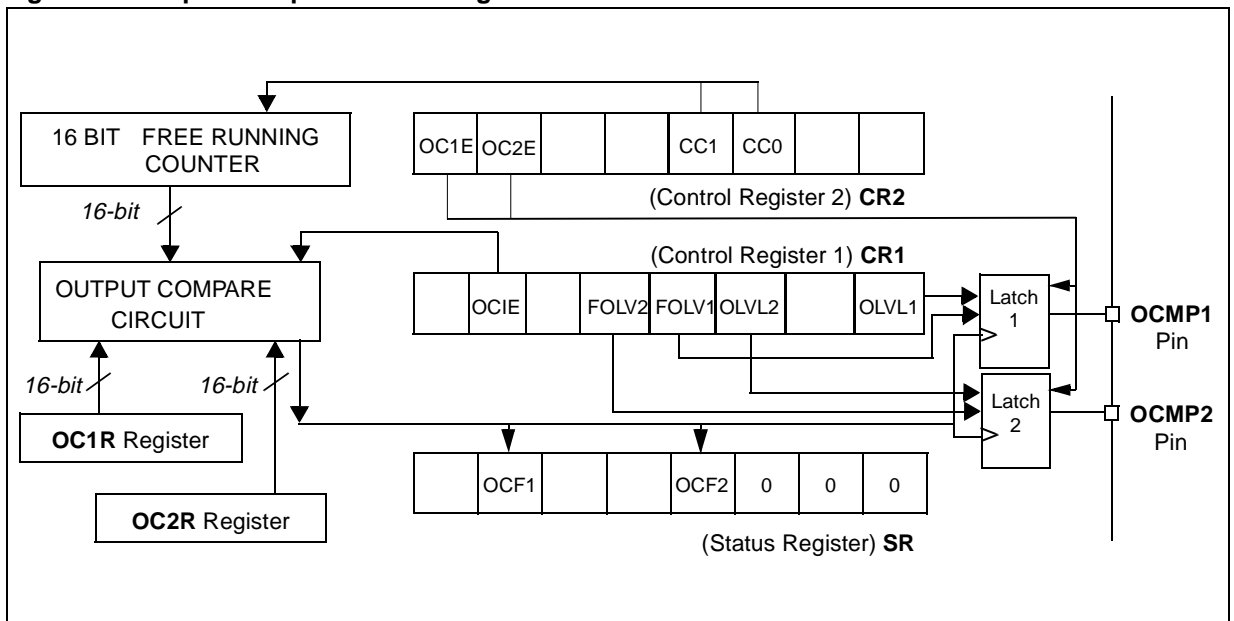 16 BIT FREE RUNNING
COUNTER
OC1E OC2E CC1 CC0
(Control Register 2) CR2
16-bit
(Control Register 1) CR1
OUTPUT COMPARE
CIRCUIT
OCIE FOLV2 FOLV1 OLVL2 OLVL1
Latch
1
OCMP1
Pin
16-bit 16-bit
Latch
2
OCMP2
Pin
OC1R Register
OCF1 OCF2 0 0 0
OC2R Register
(Status Register) SR